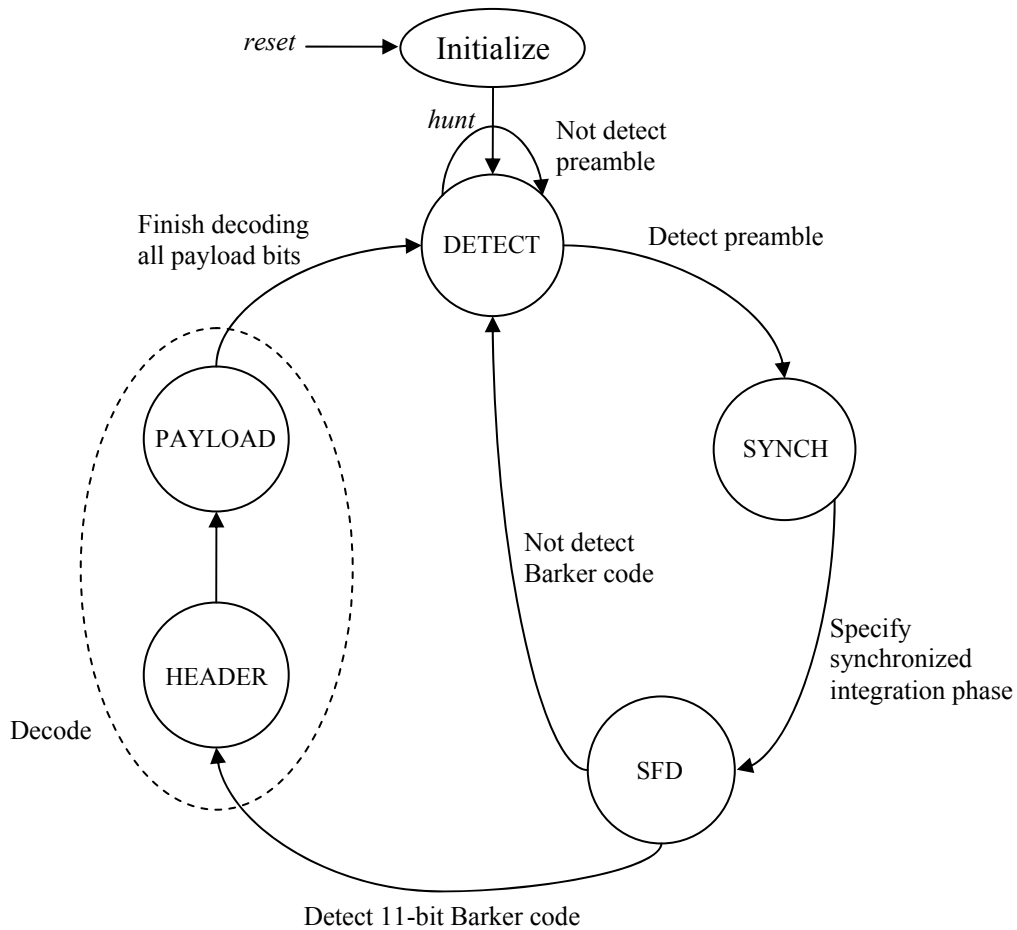 reset
Initialize
hunt
Not detect
preamble
Finish decoding
all payload bits
DETECT
Detect preamble
PAYLOAD
SYNCH
Not detect
Barker code
Specify
synchronized
integration phase
HEADER
Decode
SFD
Detect 11-bit Barker code